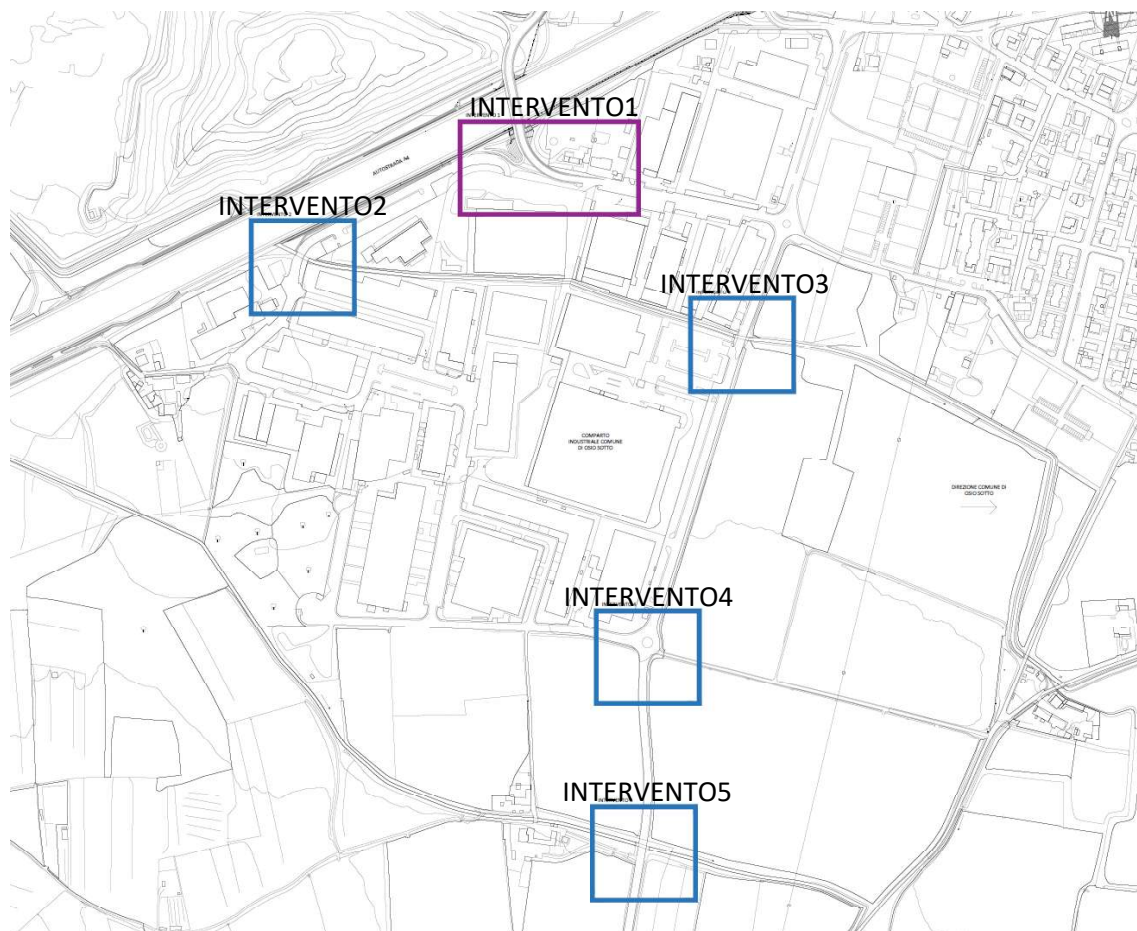 INTERVENTO1
AUTOSTRADA A4
INTERVENTO2
INTERVENTO3
COMPARTO
INDUSTRIALE COMUNE
DI OSIO SOTTO
DIREZIONE COMUNE DI
OSIO SOTTO
INTERVENTO4
INTERVENTO5